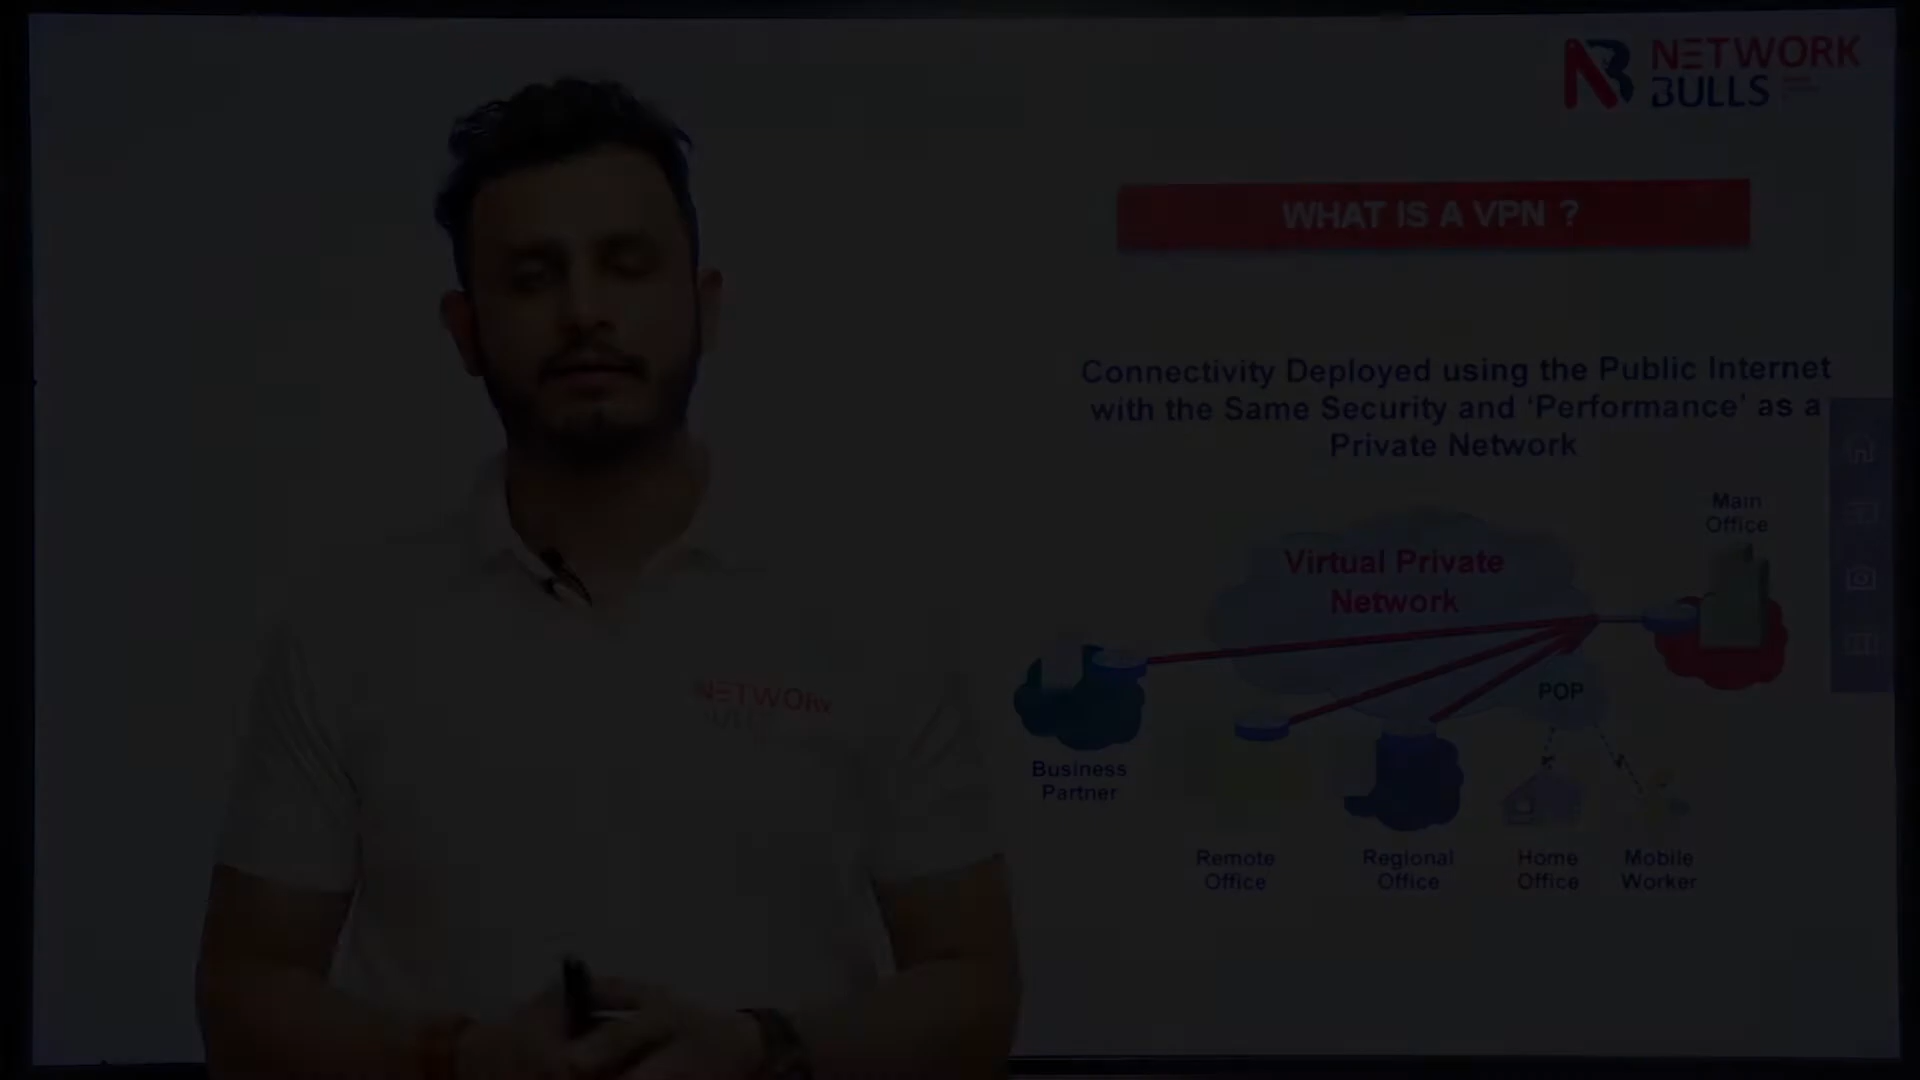 NETWORK
BULLS
WHAT IS A VPN ?
Connectivity Deployed using the Public Internet
with the Same Security and ‘Performance’ as a
Private Network
Main
Office
Virtual Private
Network
POP
Business
Partner
Remote
Office
Regional
Office
Home
Office
Mobile
Worker
NETWORK